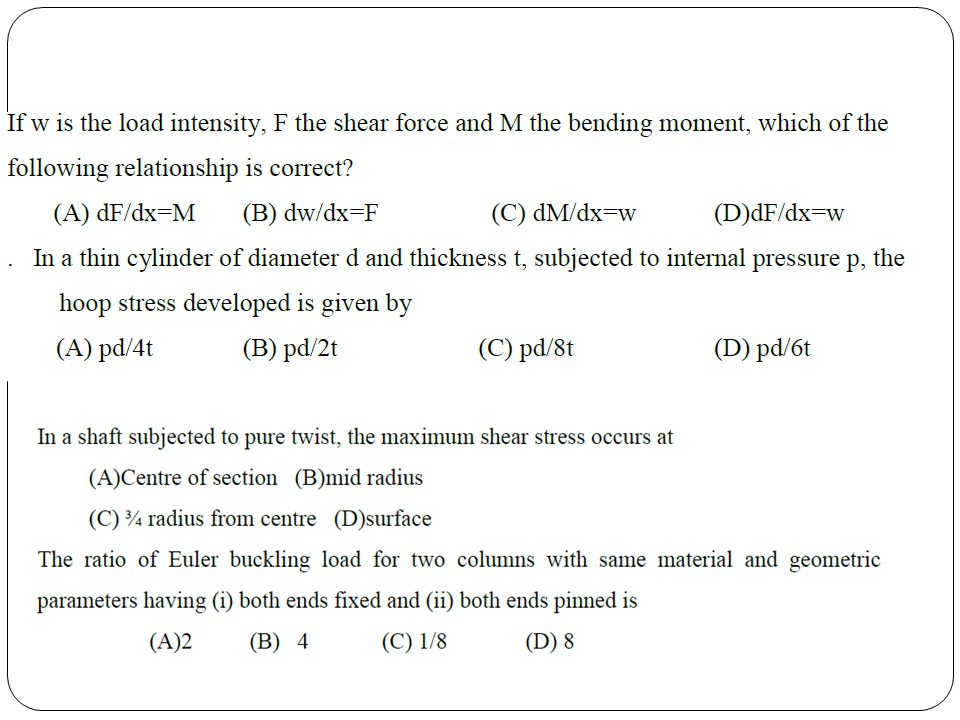 If w is the load intensity, F the shear force and M the bending moment, which of the
following relationship is correct?
(A) dF/dx=M (B) dw/dx=F (C) dM/dx=w (D)dF/dx=w
. In a thin cylinder of diameter d and thickness t, subjected to internal pressure p, the
hoop stress developed is given by
(A) pd/4t (B) pd/2t (C) pd/8t (D) pd/6t
In a shaft subjected to pure twist, the maximum shear stress occurs at
(A)Centre of section (B)mid radius
(C) ¾ radius from centre (D)surface
The ratio of Euler buckling load for two columns with same material and geometric
parameters having (i) both ends fixed and (ii) both ends pinned is
(A)2 (B) 4 (C) 1/8 (D) 8